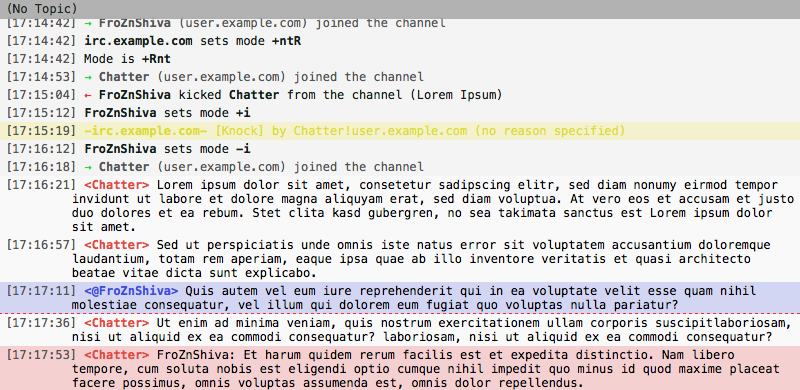 (No Topic)
[17:14:42] → FroZnShiva (user.example.com) joined the channel
[17:14:42] irc.example.com sets mode +ntR
[17:14:42] Mode is +Rnt
[17:14:53] → Chatter (user.example.com) joined the channel
[17:15:04] ← FroZnShiva kicked Chatter from the channel (Lorem Ipsum)
[17:15:12] FroZnShiva sets mode +i
[17:15:19] -irc.example.com- [Knock] by Chatter!user.example.com (no reason specified)
[17:16:12] FroZnShiva sets mode -i
[17:16:18] → Chatter (user.example.com) joined the channel
[17:16:21] <Chatter> Lorem ipsum dolor sit amet, consetetur sadipscing elitr, sed diam nonumy eirmod tempor
invidunt ut labore et dolore magna aliquyam erat, sed diam voluptua. At vero eos et accusam et justo
duo dolores et ea rebum. Stet clita kasd gubergren, no sea takimata sanctus est Lorem ipsum dolor
sit amet.
[17:16:57] <Chatter> Sed ut perspiciatis unde omnis iste natus error sit voluptatem accusantium doloremque
laudantium, totam rem aperiam, eaque ipsa quae ab illo inventore veritatis et quasi architecto
beatae vitae dicta sunt explicabo.
[17:17:11] <@FroZnShiva> Quis autem vel eum iure reprehenderit qui in ea voluptate velit esse quam nihil
molestiae consequatur, vel illum qui dolorem eum fugiat quo voluptas nulla pariatur?
[17:17:36] <Chatter> Ut enim ad minima veniam, quis nostrum exercitationem ullam corporis suscipitlaboriosam,
nisi ut aliquid ex ea commodi consequatur? laboriosam, nisi ut aliquid ex ea commodi consequatur?
[17:17:53] <Chatter> FroZnShiva: Et harum quidem rerum facilis est et expedita distinctio. Nam libero
tempore, cum soluta nobis est eligendi optio cumque nihil impedit quo minus id quod maxime placeat
facere possimus, omnis voluptas assumenda est, omnis dolor repellendus.